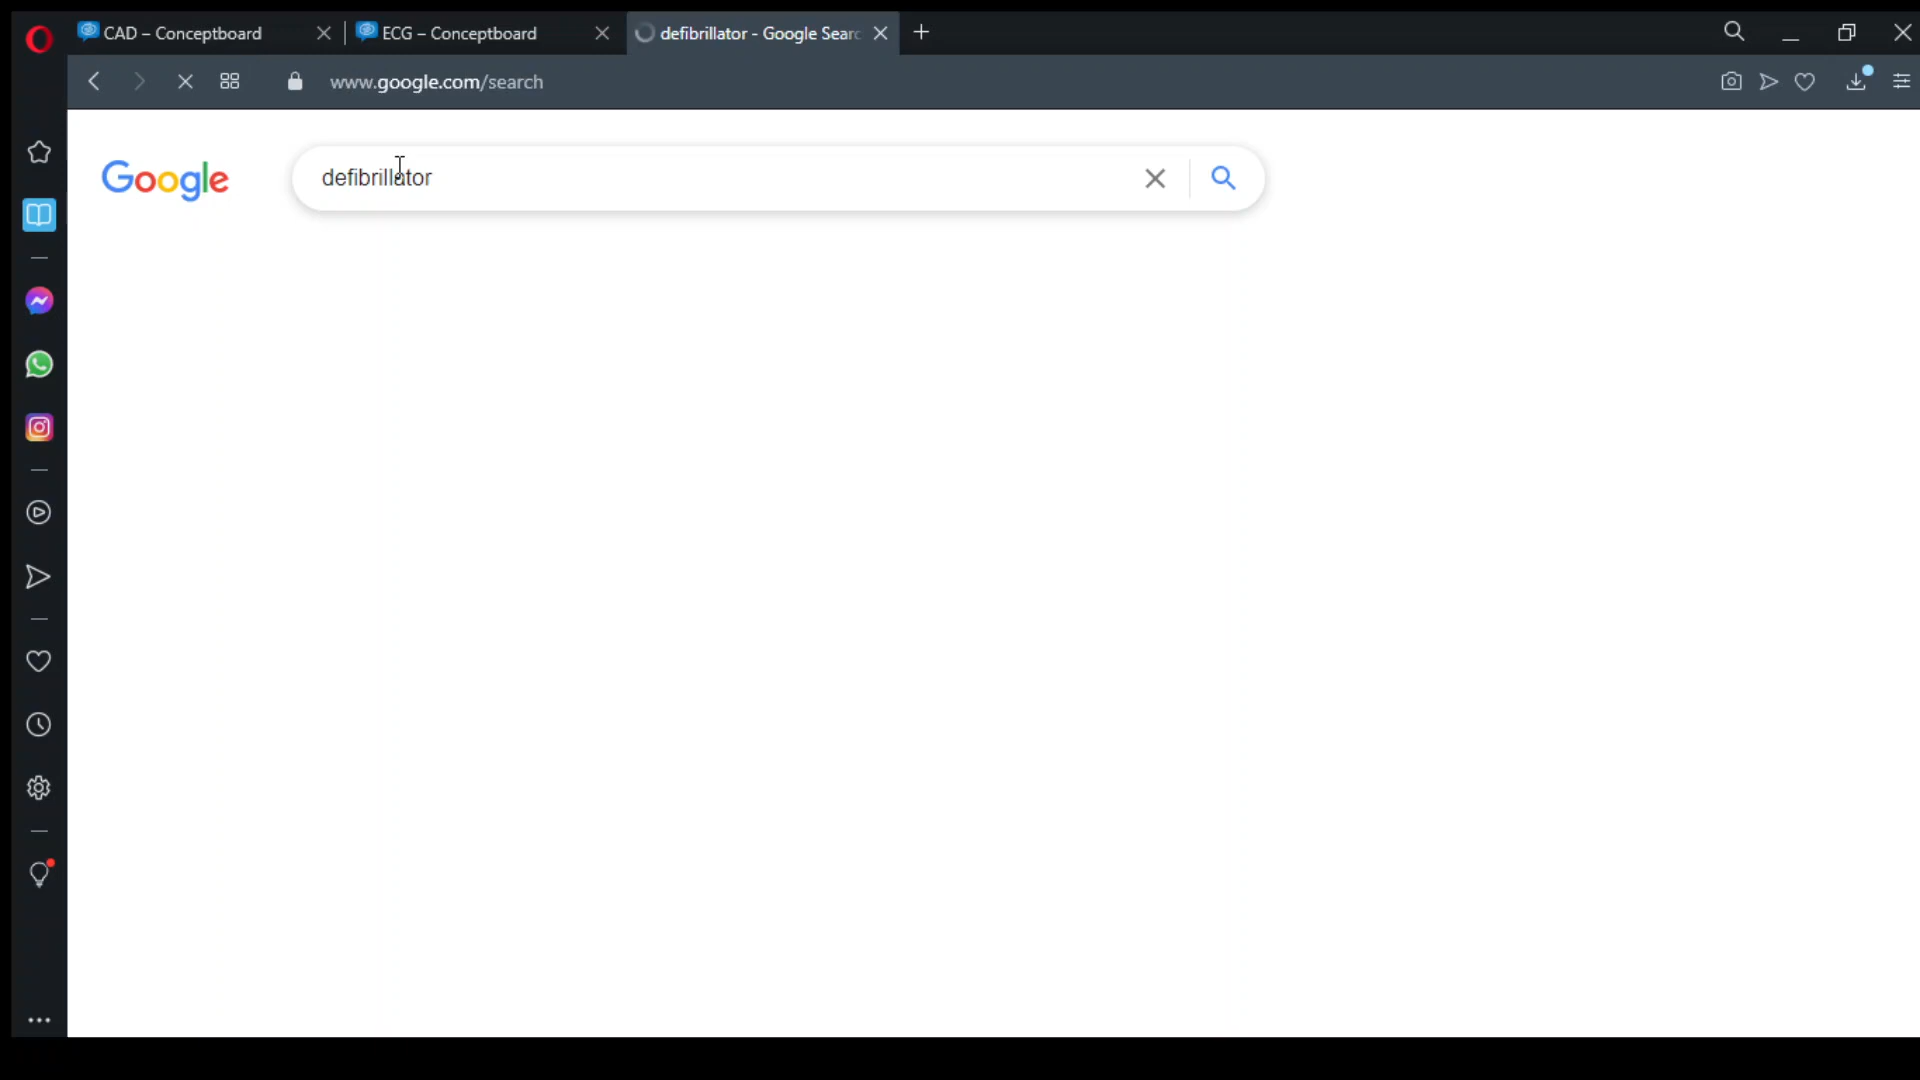 CAD – Conceptboard
ECG – Conceptboard
defibrillator - Google Searc
www.google.com/search
Google
defibrillator